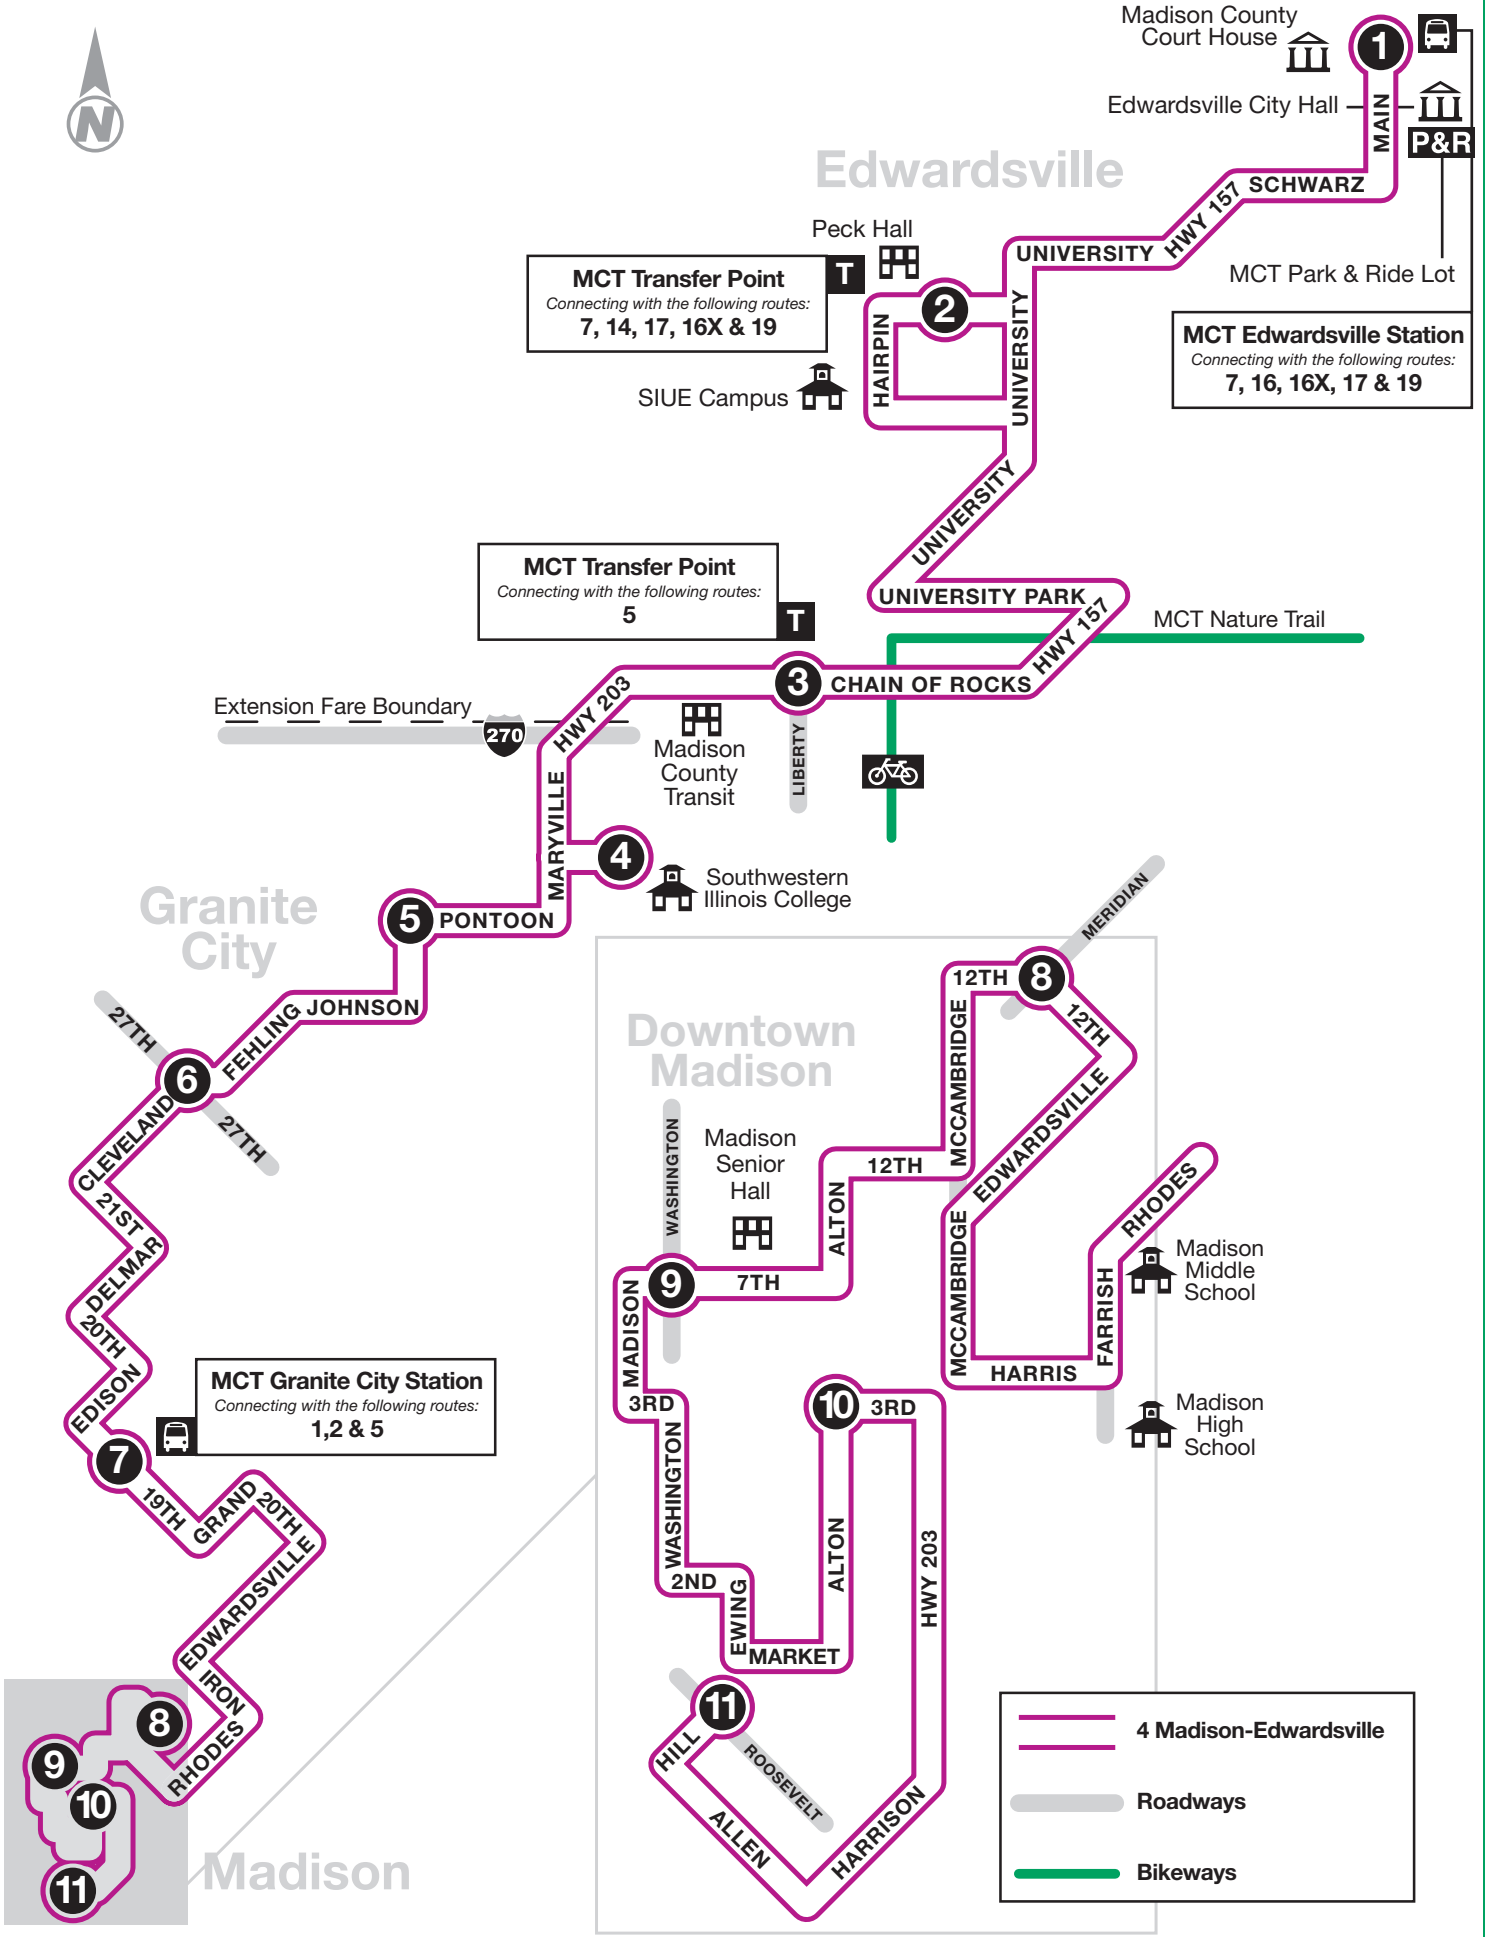 Madison County
Court House
1
Edwardsville City Hall
MAIN
P&R
N
Edwardsville
SCHWARZ
HWY 157
UNIVERSITY
MCT Park & Ride Lot
Peck Hall
MCT Transfer Point
Connecting with the following routes:
7, 14, 17, 16X & 19
T
2
HAIRPIN
UNIVERSITY
SIUE Campus
MCT Edwardsville Station
Connecting with the following routes:
7, 16, 16X, 17 & 19
UNIVERSITY
MCT Transfer Point
Connecting with the following routes:
5
T
UNIVERSITY PARK
HWY 157
MCT Nature Trail
3
CHAIN OF ROCKS
HWY 203
Extension Fare Boundary
270
Madison
County
Transit
LIBERTY
MARYVILLE
4
Southwestern
Illinois College
Granite
City
5
PONTOON
JOHNSON
FEHLING
27TH
6
27TH
CLEVELAND
21ST
DELMAR
20TH
EDISON
MCT Granite City Station
Connecting with the following routes:
1,2 & 5
7
19TH
GRAND
20TH
EDWARDSVILLE
IRON
RHODES
8
9
10
11
Madison
Downtown
Madison
MERIDIAN
12TH
8
12TH
MCCAMBRIDGE
EDWARDSVILLE
WASHINGTON
Madison
Senior
Hall
12TH
ALTON
RHODES
9
7TH
MADISON
MCCAMBRIDGE
FARRISH
HARRIS
Madison
Middle
School
Madison
High
School
3RD
10
3RD
WASHINGTON
ALTON
HWY 203
2ND
EWING
MARKET
11
HILL
ROOSEVELT
ALLEN
HARRISON
4 Madison-Edwardsville
Roadways
Bikeways